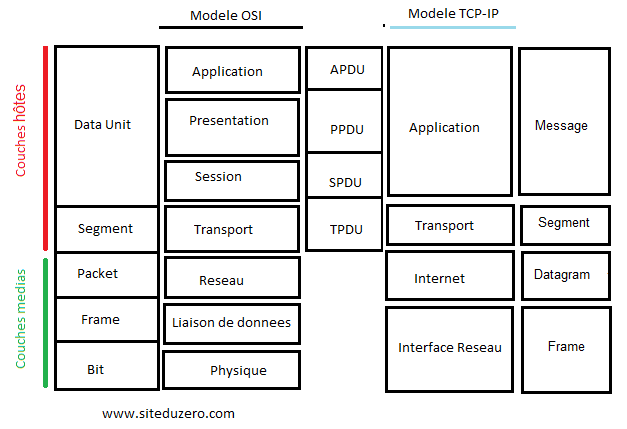 Modele OSI
Modele TCP-IP
Couches hôtes
Data Unit
Application
APDU
Application
Message
Presentation
PPDU
Session
SPDU
Segment
Transport
TPDU
Transport
Segment
Couches medias
Packet
Reseau
Internet
Datagram
Frame
Liaison de donnees
Interface Reseau
Frame
Bit
Physique
www.siteduzero.com